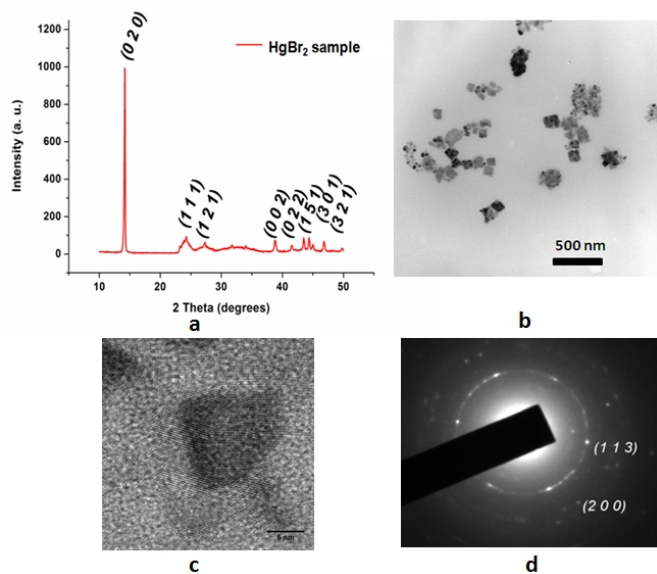 HgBr₂ sample
(0 2 0)
(1 1 1)
(1 2 1)
(0 0 2)
(0 2 2)
(1 5 1)
(3 0 1)
(3 2 1)
Intensity (a. u.)
1200
1000
800
600
400
200
0
10 20 30 40 50
2 Theta (degrees)
a
500 nm
b
5 nm
c
(1 1 3)
(2 0 0)
d